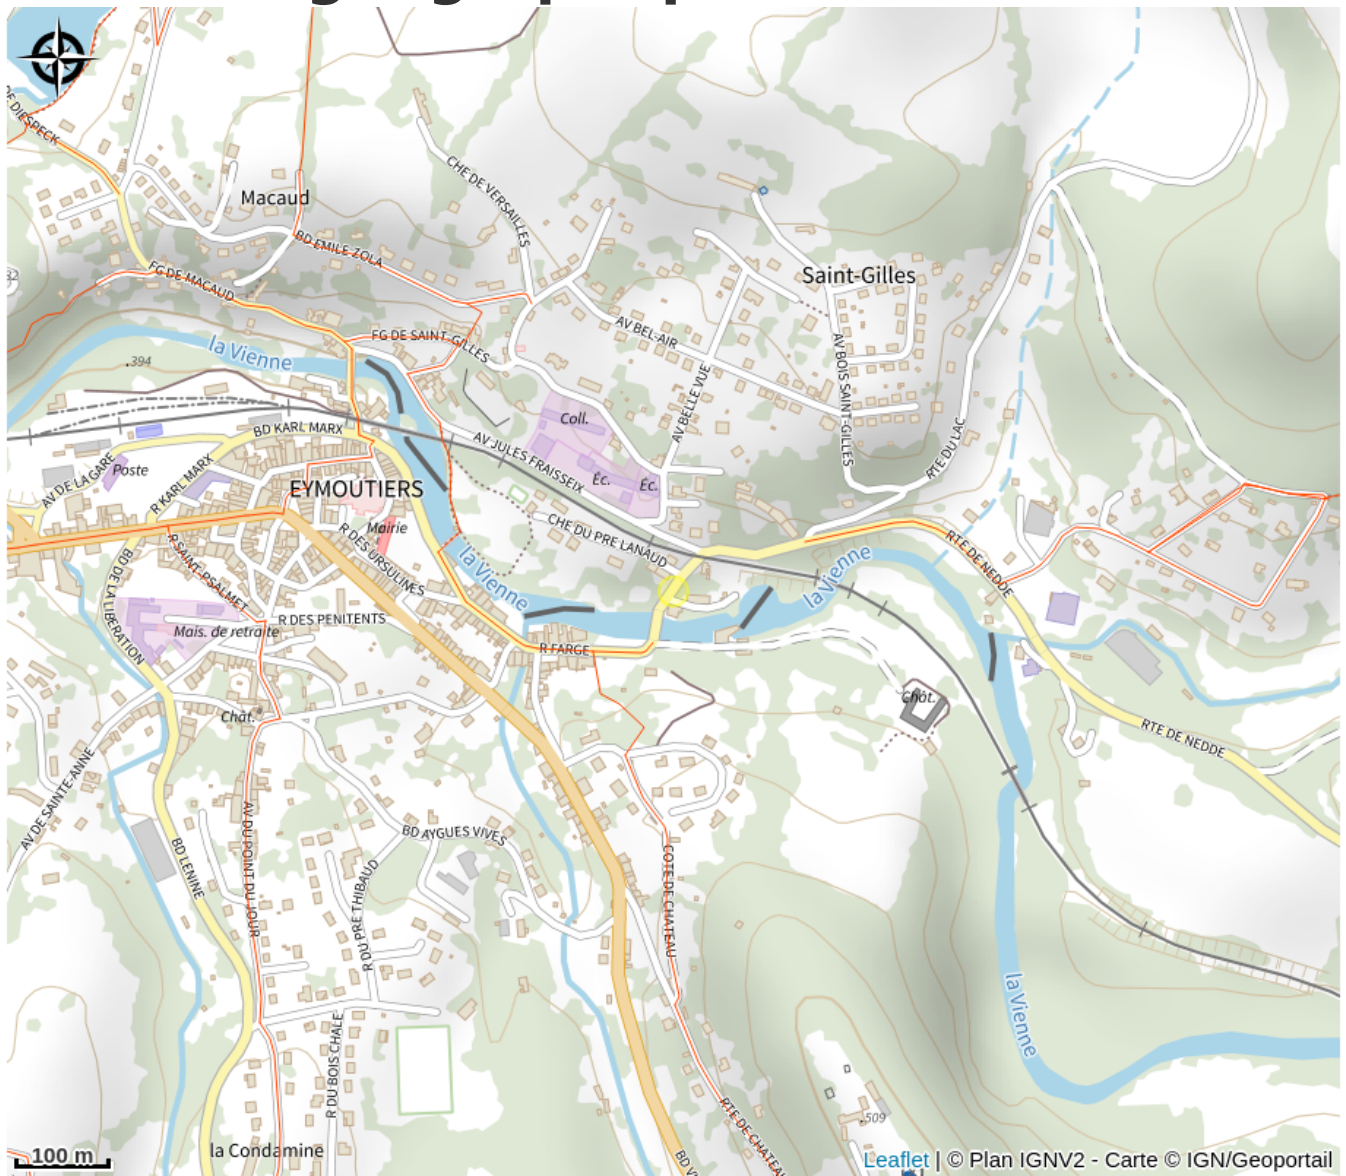 DE DIESPECK
Macaud
CHE DE VERSAILLES
BD EMILE ZOLA
Saint-Gilles
FG DE MACAUD
la Vienne
FG DE SAINT-GILLES
AV BEL-AIR
.394
AV BOIS SAINT-GILLES
AV BELLE VUE
Coll.
BD KARL MARX
AV JULES FRAISSEIX
RTE DU LAC
AV DE LA GARE
Poste
R KARL MARX
Éc.
Éc.
EYMOUTIERS
Mairie
R DES URSULINES
CHE DU PRE LANAUD
RTE DE NEDDE
la Vienne
la Vienne
R SAINT-PSALMET
BD DE LA LIBERATION
R DES PENITENTS
Mais. de retraite
R FARGE
Chât.
Chât.
RTE DE NEDDE
AV DE SAINTE-ANNE
BD AYGUES VIVES
AV DU POINT DU JOUR
BD LENINE
R DU PRE THIBAUD
COTE DE CHATEAU
la Vienne
R DU BOIS CHALE
.509
RTE DE CHATEAU
la Condamine
100 m
Leaflet | © Plan IGNV2 - Carte © IGN/Geoportail